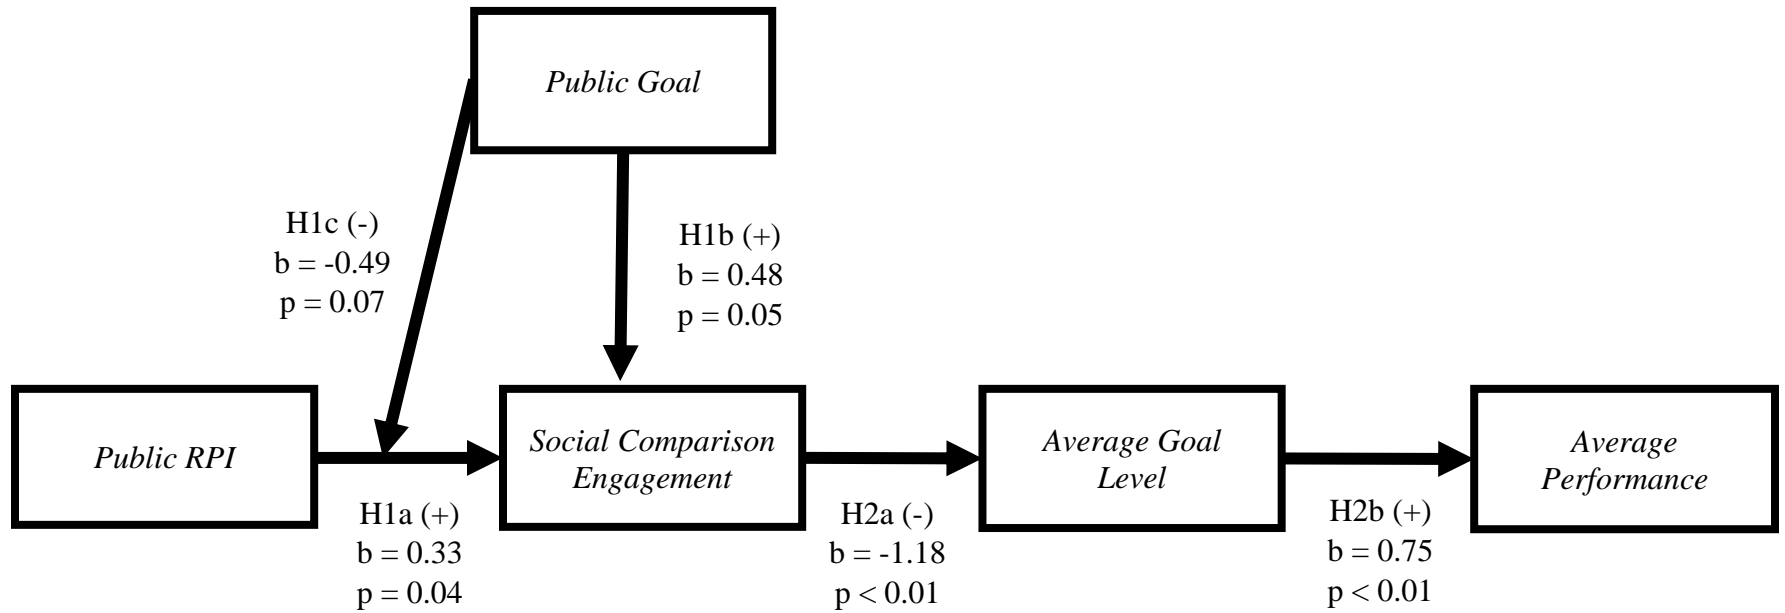 Public Goal
H1c (-)
b = -0.49
p = 0.07
H1b (+)
b = 0.48
p = 0.05
Public RPI
Social Comparison
Engagement
Average Goal
Level
Average
Performance
H1a (+)
b = 0.33
p = 0.04
H2a (-)
b = -1.18
p < 0.01
H2b (+)
b = 0.75
p < 0.01